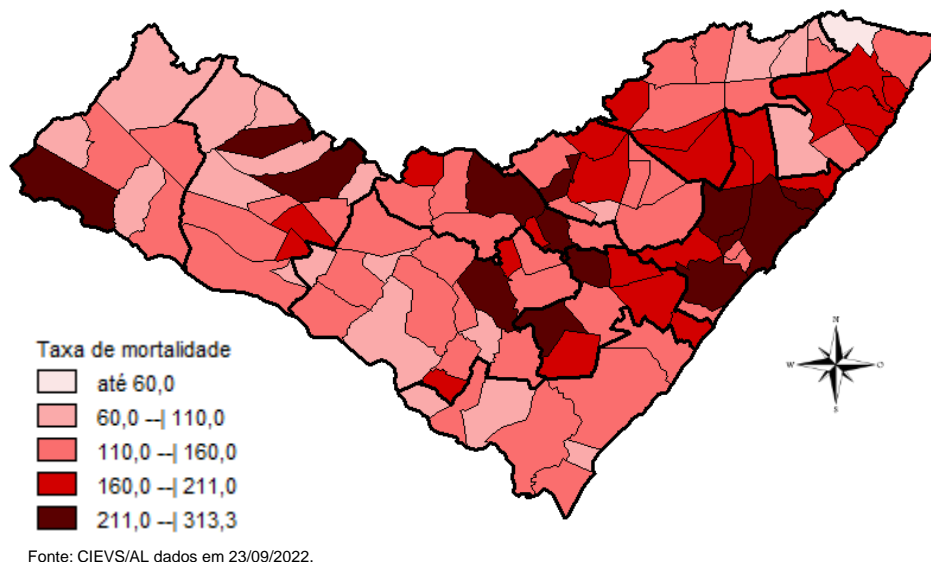 N
W
O
S
Taxa de mortalidade
até 60,0
60,0 --| 110,0
110,0 --| 160,0
160,0 --| 211,0
211,0 --| 313,3
Fonte: CIEVS/AL dados em 23/09/2022.